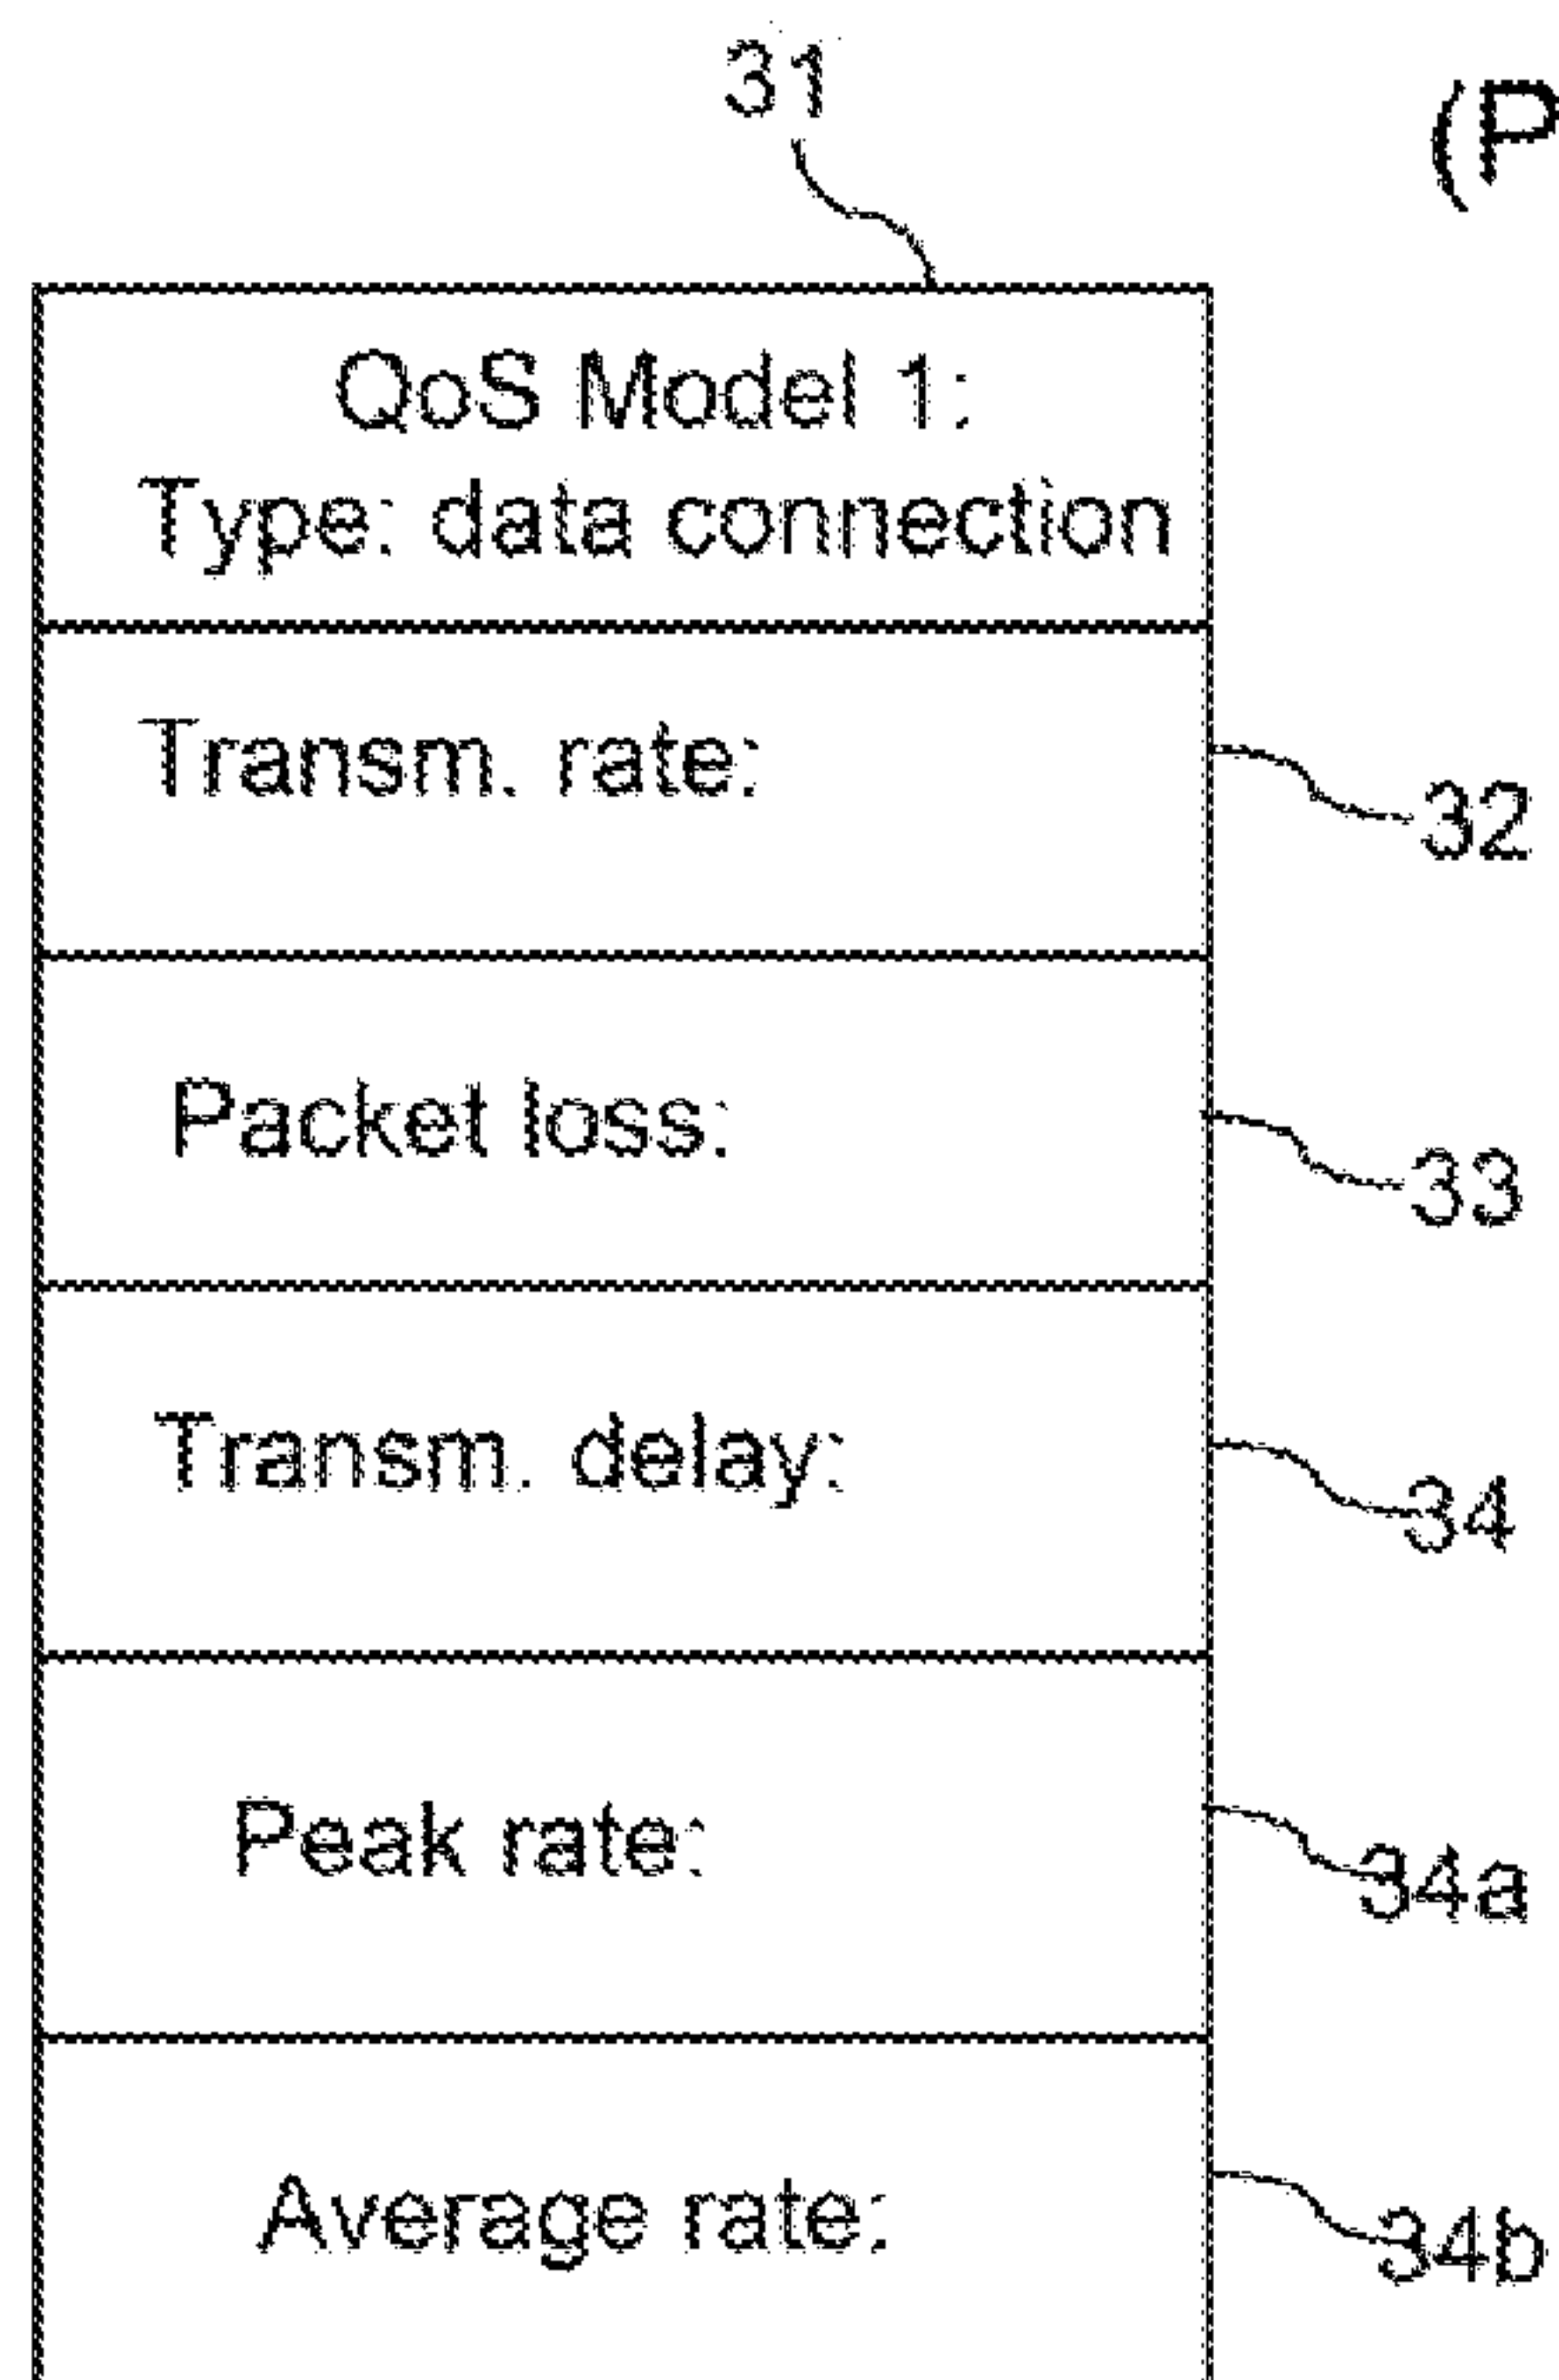 31
(P
QoS Model 1:
Type: data connection
Transm. rate:
32
Packet loss:
33
Transm. delay:
34
Peak rate:
34a
Average rate:
34b